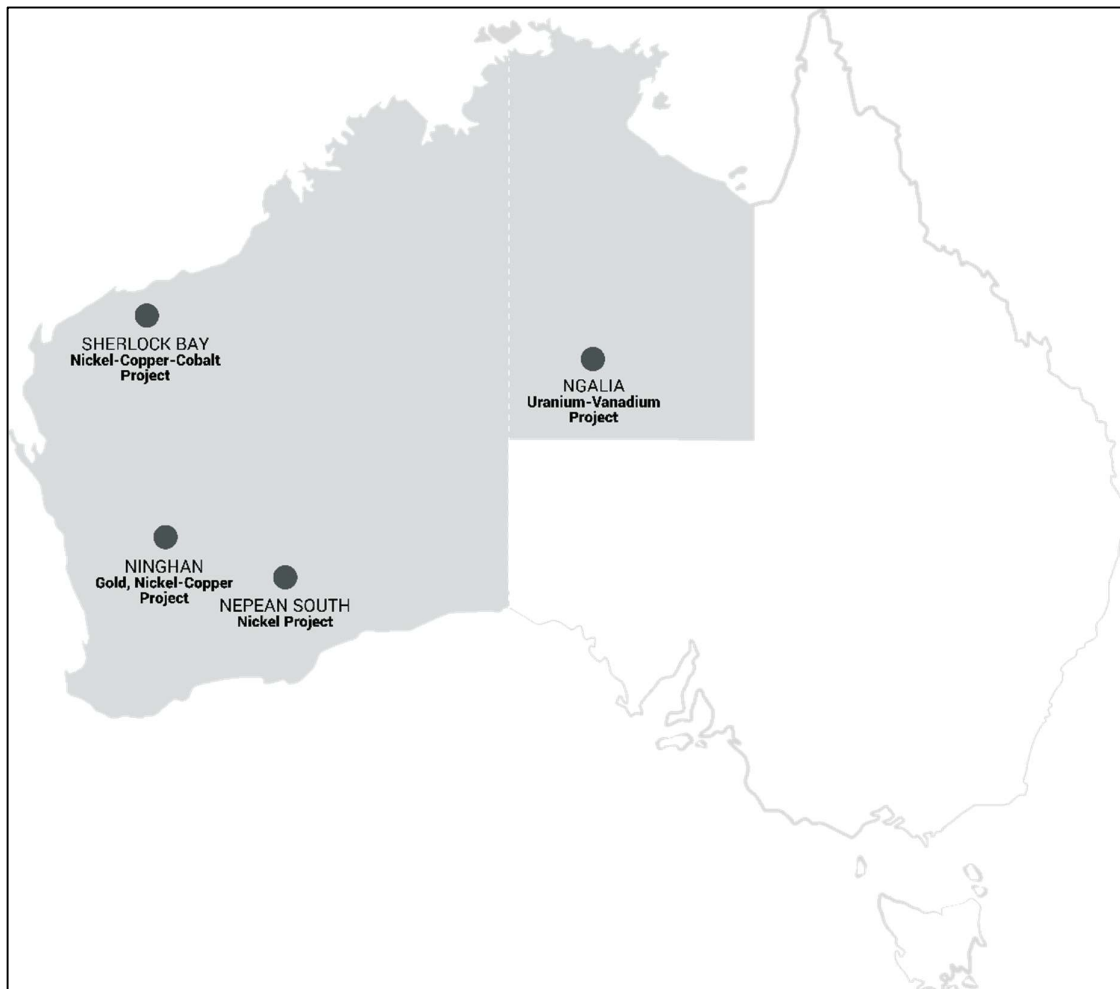 SHERLOCK BAY
Nickel-Copper-Cobalt
Project
NGALIA
Uranium-Vanadium
Project
NINGHAN
Gold, Nickel-Copper
Project
NEPEAN SOUTH
Nickel Project